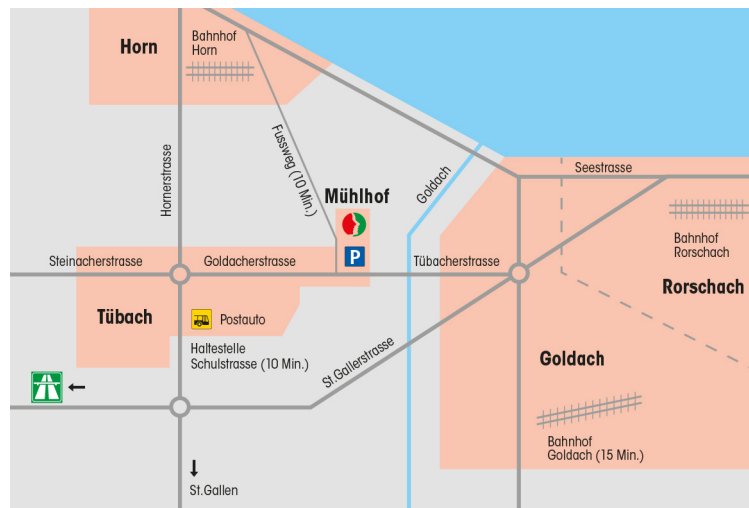 Horn
Bahnhof
Horn
Hornerstrasse
Fussweg (10 Min.)
Mühlhof
P
Goldach
Seestrasse
Bahnhof
Rorschach
Rorschach
Steinacherstrasse
Goldacherstrasse
Tübacherstrasse
Tübach
Postauto
Haltestelle
Schulstrasse (10 Min.)
St.Gallerstrasse
Goldach
Bahnhof
Goldach (15 Min.)
St.Gallen